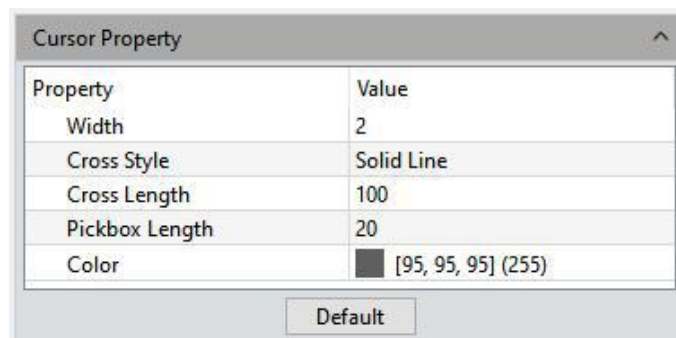 Cursor Property
Property Value
Width 2
Cross Style Solid Line
Cross Length 100
Pickbox Length 20
Color [95, 95, 95] (255)
Default